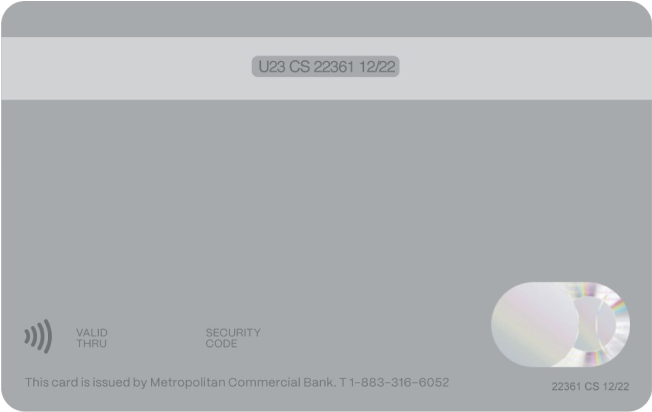 U23 CS 22361 12/22
VALID
THRU
SECURITY
CODE
This card is issued by Metropolitan Commercial Bank. T 1-883-316-6052
22361 CS 12/22